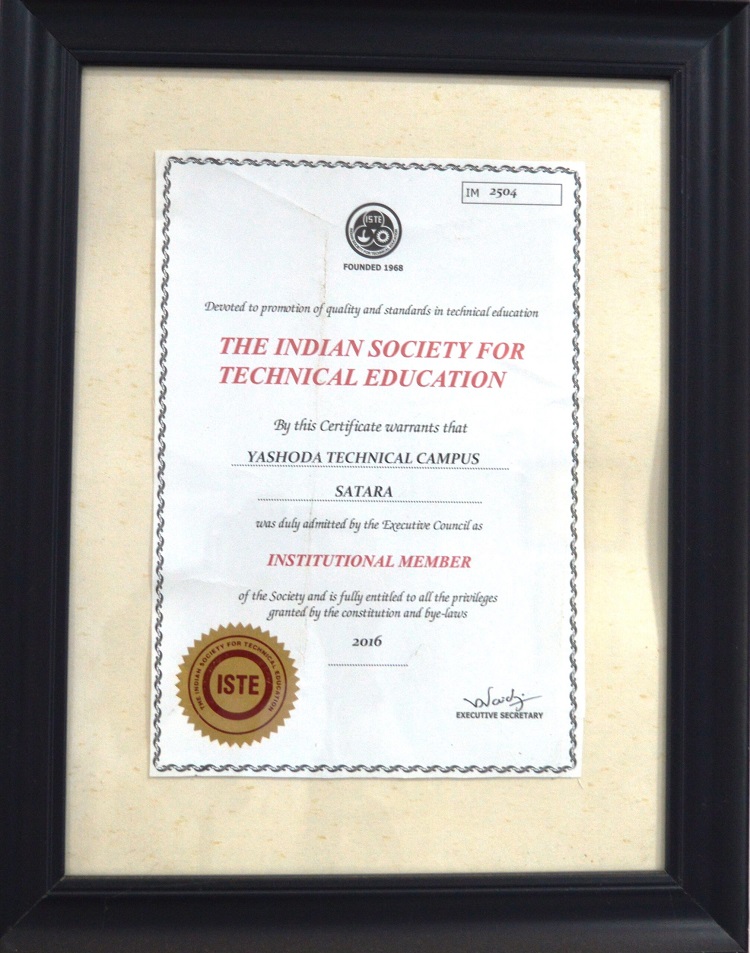 IM 2504
ISTE
FOUNDED 1968
Devoted to promotion of quality and standards in technical education
THE INDIAN SOCIETY FOR
TECHNICAL EDUCATION
By this Certificate warrants that
YASHODA TECHNICAL CAMPUS
SATARA
was duly admitted by the Executive Council as
INSTITUTIONAL MEMBER
of the Society and is fully entitled to all the privileges
granted by the constitution and bye-laws
2016
THE INDIAN SOCIETY FOR TECHNICAL EDUCATION
ISTE
EXECUTIVE SECRETARY